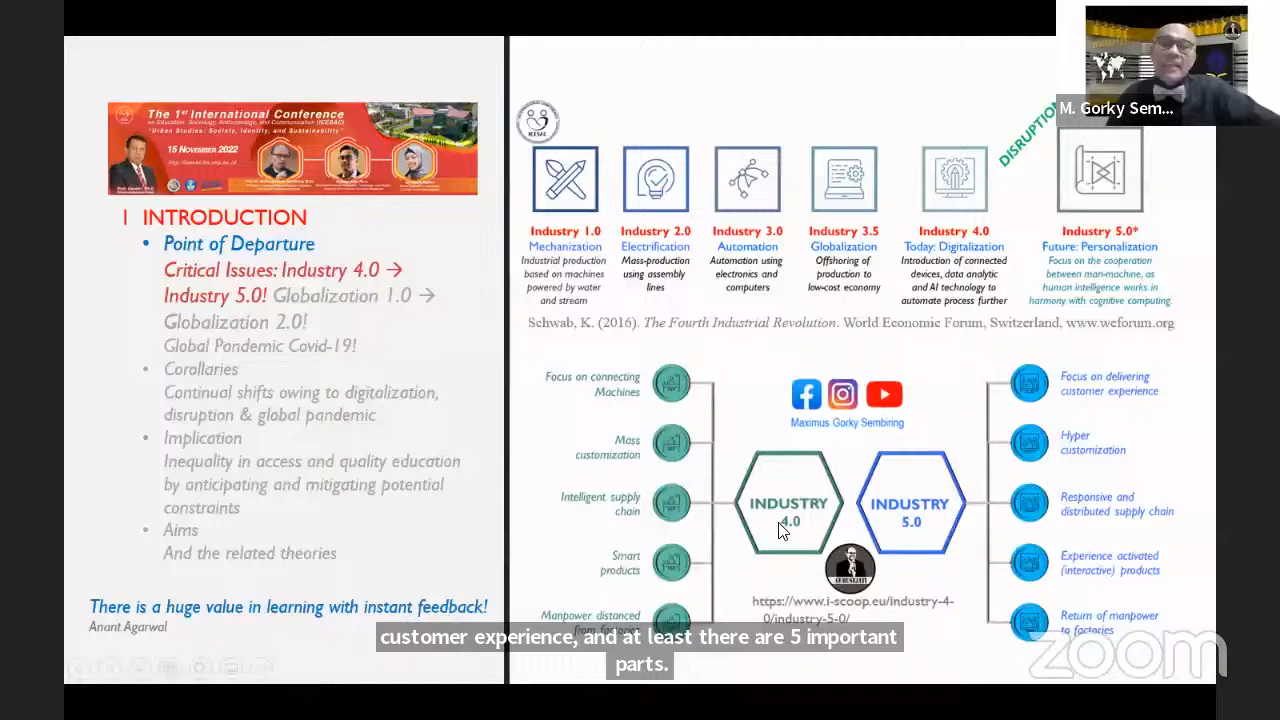 The 1st International Conference
on Education, Sociology, Anthropology, and Communication (ICEBAC)
"Urban Studies: Society, Identity, and Sustainability"
15 NOVEMBER 2022
I INTRODUCTION
• Point of Departure
Critical Issues: Industry 4.0 →
Industry 5.0! Globalization 1.0 →
Globalization 2.0!
Global Pandemic Covid-19!
• Corollaries
Continual shifts owing to digitalization,
disruption & global pandemic
• Implication
Inequality in access and quality education
by anticipating and mitigating potential
constraints
• Aims
And the related theories
There is a huge value in learning with instant feedback!
Anant Agarwal
DISRUPTION
M. Gorky Sem...
Industry 1.0
Mechanization
Industrial production
based on machines
powered by water
and stream
Industry 2.0
Electrification
Mass-production
using assembly
lines
Industry 3.0
Automation
Automation using
electronics and
computers
Industry 3.5
Globalization
Offshoring of
production to
low-cost economy
Industry 4.0
Today: Digitalization
Introduction of connected
devices, data analytic
and AI technology to
automate process further
Industry 5.0*
Future: Personalization
Focus on the cooperation
between man-machine, as
human intelligence works in
harmony with cognitive computing.
Schwab, K. (2016). The Fourth Industrial Revolution. World Economic Forum, Switzerland, www.weforum.org
Focus on connecting
Machines
Mass
customization
Intelligent supply
chain
Smart
products
Manpower distanced
from factories
Maximus Gorky Sembiring
INDUSTRY
4.0
INDUSTRY
5.0
https://www.i-scoop.eu/industry-4-
0/industry-5-0/
Focus on delivering
customer experience
Hyper
customization
Responsive and
distributed supply chain
Experience activated
(interactive) products
Return of manpower
to factories
customer experience, and at least there are 5 important
parts.
zoom